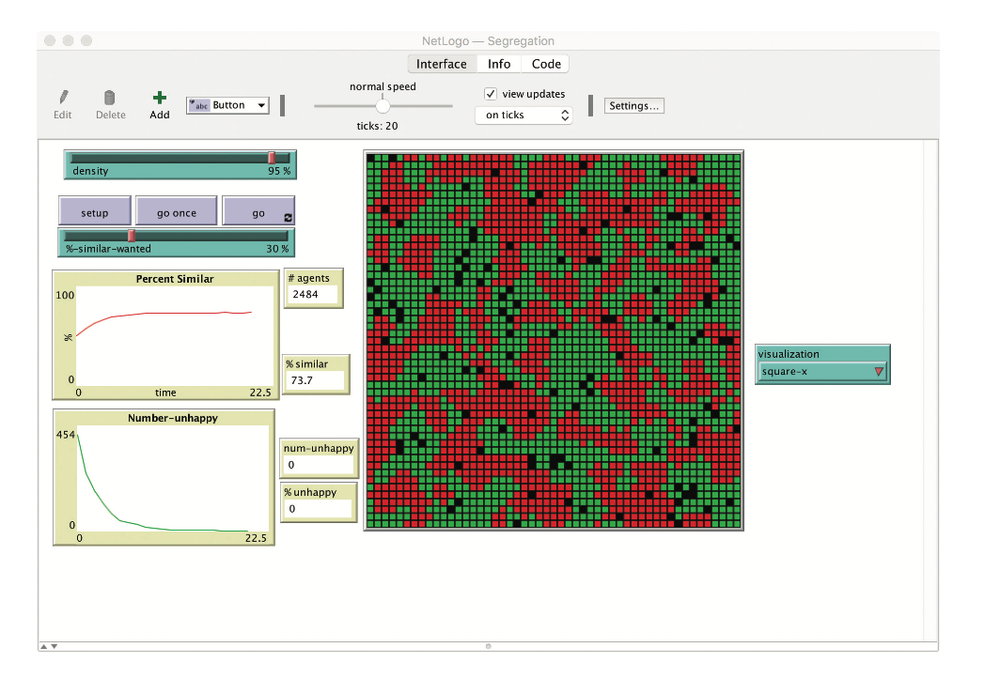 NetLogo — Segregation
Interface Info Code
normal speed
Edit Delete Add abc Button view updates on ticks Settings...
ticks: 20
density 95 %
setup go once go
%-similar-wanted 30 %
Percent Similar
100
%
0
0 time 22.5
# agents
2484
% similar
73.7
Number-unhappy
454
0
0 22.5
num-unhappy
0
% unhappy
0
visualization
square-x